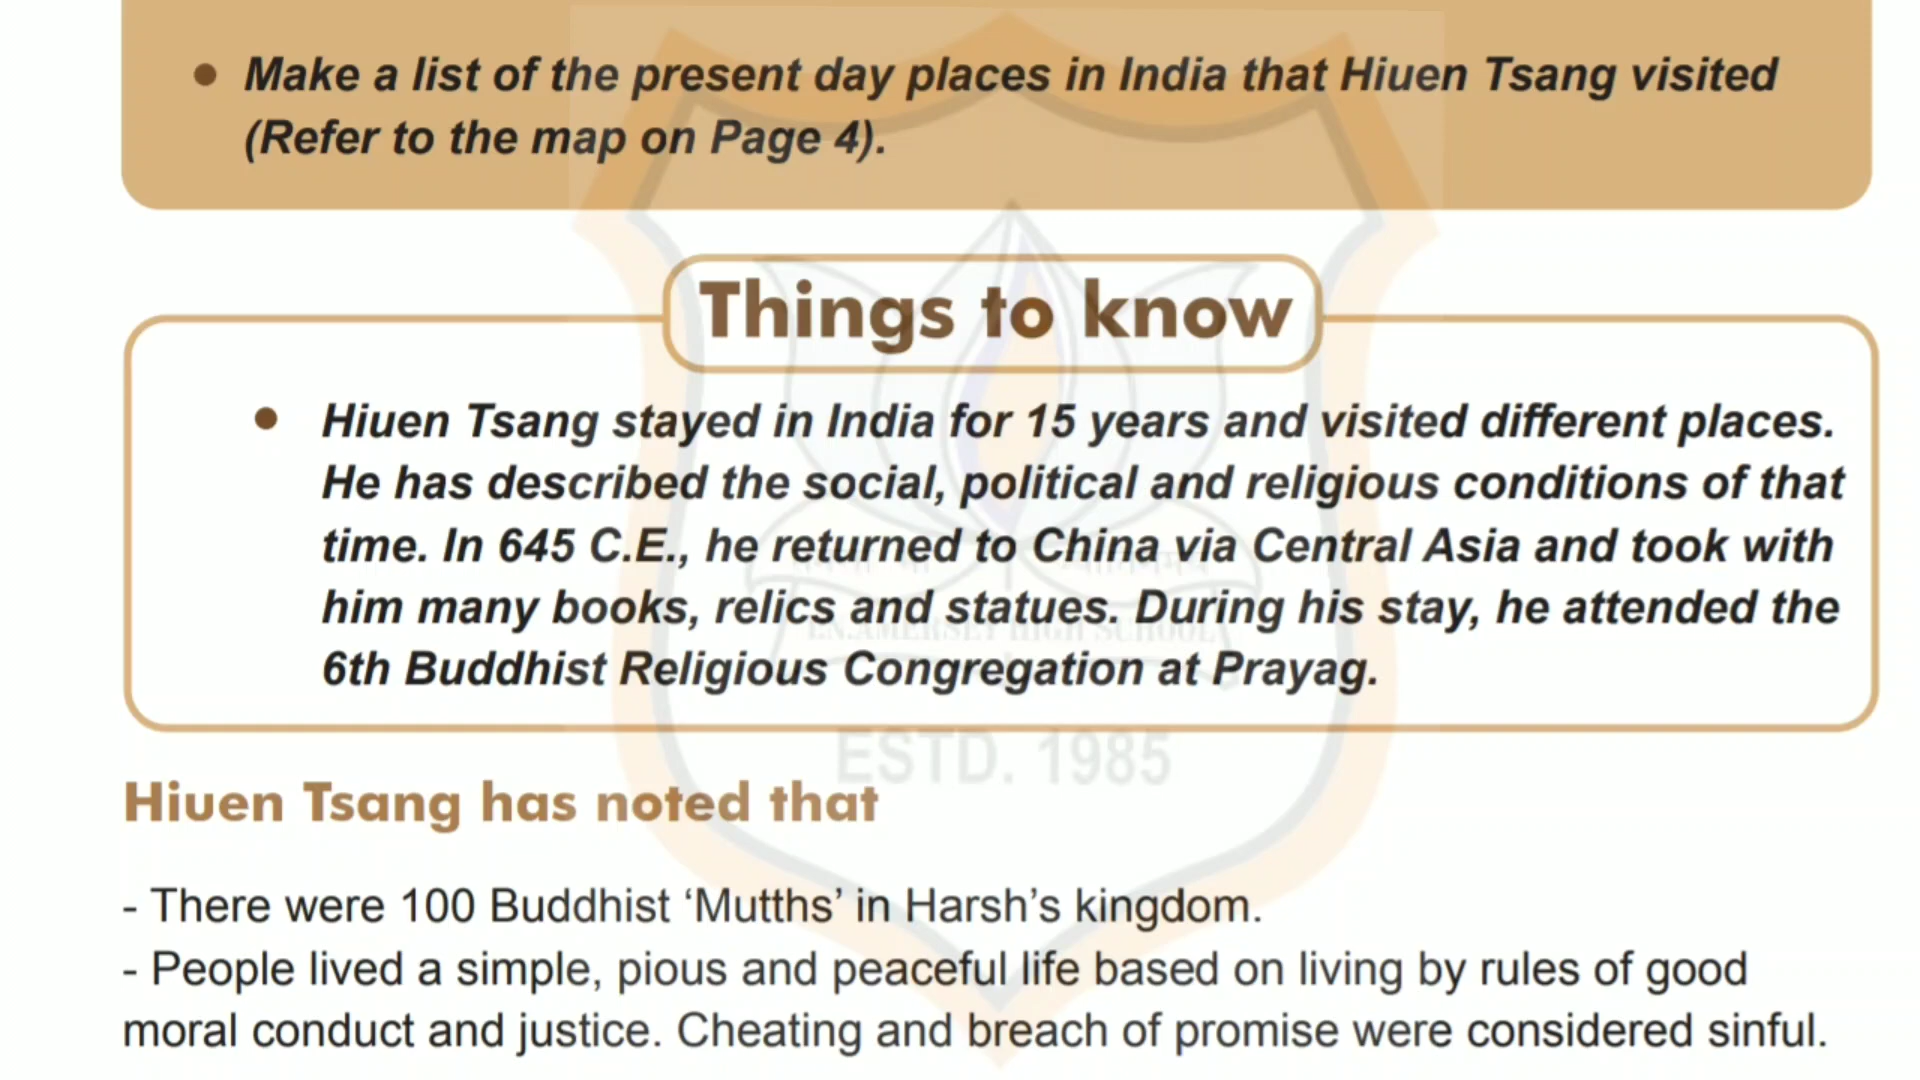 • Make a list of the present day places in India that Hiuen Tsang visited
(Refer to the map on Page 4).
Things to know
• Hiuen Tsang stayed in India for 15 years and visited different places.
He has described the social, political and religious conditions of that
time. In 645 C.E., he returned to China via Central Asia and took with
him many books, relics and statues. During his stay, he attended the
6th Buddhist Religious Congregation at Prayag.
ESTD. 1985
Hiuen Tsang has noted that
- There were 100 Buddhist ‘Mutths’ in Harsh’s kingdom.
- People lived a simple, pious and peaceful life based on living by rules of good
moral conduct and justice. Cheating and breach of promise were considered sinful.